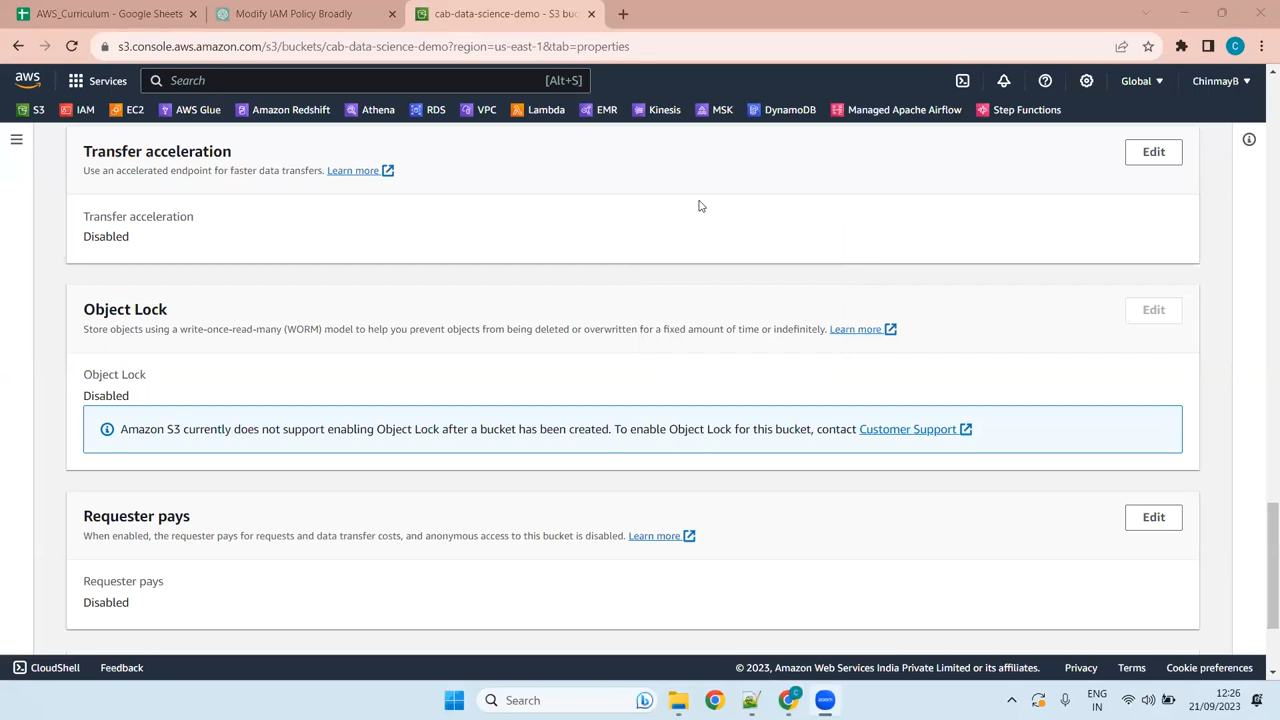 AWS_Curriculum - Google Sheets
Modify IAM Policy Broadly
cab-data-science-demo - S3 buc
s3.console.aws.amazon.com/s3/buckets/cab-data-science-demo?region=us-east-1&tab=properties
C
aws
Services
Search
[Alt+S]
Global
ChinmayB
S3
IAM
EC2
AWS Glue
Amazon Redshift
Athena
RDS
VPC
Lambda
EMR
Kinesis
MSK
DynamoDB
Managed Apache Airflow
Step Functions
Transfer acceleration
Edit
Use an accelerated endpoint for faster data transfers. Learn more
Transfer acceleration
Disabled
Object Lock
Edit
Store objects using a write-once-read-many (WORM) model to help you prevent objects from being deleted or overwritten for a fixed amount of time or indefinitely. Learn more
Object Lock
Disabled
Amazon S3 currently does not support enabling Object Lock after a bucket has been created. To enable Object Lock for this bucket, contact Customer Support
Requester pays
Edit
When enabled, the requester pays for requests and data transfer costs, and anonymous access to this bucket is disabled. Learn more
Requester pays
Disabled
CloudShell
Feedback
© 2023, Amazon Web Services India Private Limited or its affiliates.
Privacy
Terms
Cookie preferences
Search
C
zoom
ENG
IN
12:26
21/09/2023